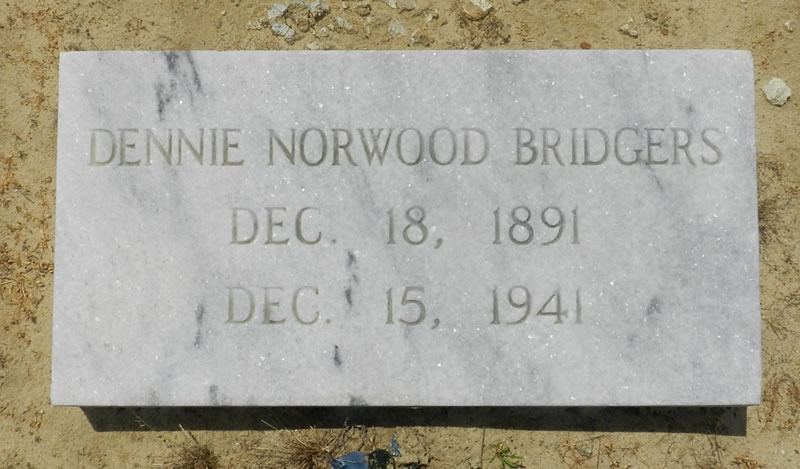 DENNIE NORWOOD BRIDGERS
DEC. 18, 1891
DEC. 15, 1941